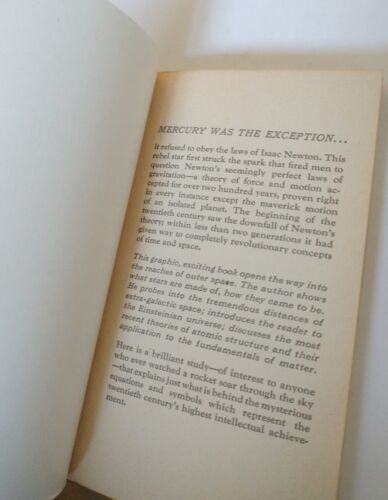 MERCURY WAS THE EXCEPTION...
It refused to obey the laws of Isaac Newton. This
rebel star first struck the spark that fired men to
question Newton's seemingly perfect laws of
gravitation—a theory of force and motion ac-
cepted for over two hundred years, proven right
in every instance except the maverick motion
of an isolated planet. The beginning of the
twentieth century saw the downfall of Newton's
theory; within less than two generations it had
given way to completely revolutionary concepts
of time and space.
This graphic, exciting book opens the way into
the reaches of outer space. The author shows
what stars are made of, how they came to be.
He probes into the tremendous distances of
extra-galactic space; introduces the reader to
the Einsteinian universe; discusses the most
recent theories of atomic structure and their
application to the fundamentals of matter.
Here is a brilliant study—of interest to anyone
who ever watched a rocket soar through the sky
—that explains just what is behind the mysterious
equations and symbols which represent the
twentieth century's highest intellectual achieve-
ment.